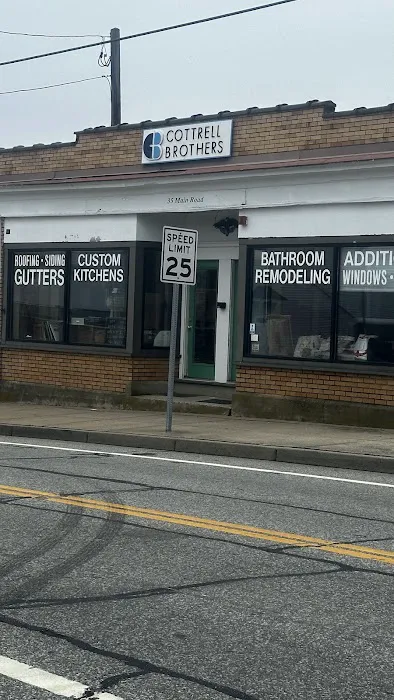 COTTRELL
BROTHERS
35 Main Road
SPEED
LIMIT
25
ROOFING · SIDING
GUTTERS
CUSTOM
KITCHENS
BATHROOM
REMODELING
ADDITI
WINDOWS ·